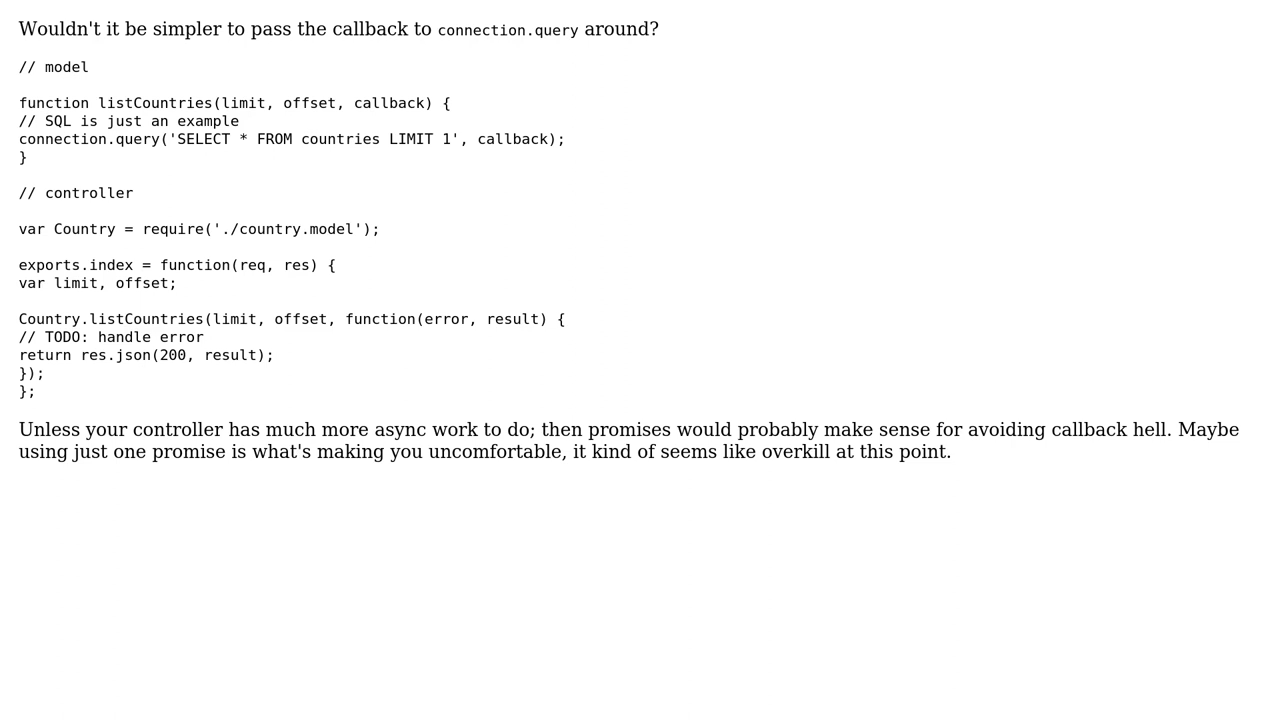 Wouldn't it be simpler to pass the callback to connection.query around?
// model
function listCountries(limit, offset, callback) {
// SQL is just an example
connection.query('SELECT * FROM countries LIMIT 1', callback);
}
// controller
var Country = require('./country.model');
exports.index = function(req, res) {
var limit, offset;
Country.listCountries(limit, offset, function(error, result) {
// TODO: handle error
return res.json(200, result);
});
};
Unless your controller has much more async work to do; then promises would probably make sense for avoiding callback hell. Maybe
using just one promise is what's making you uncomfortable, it kind of seems like overkill at this point.